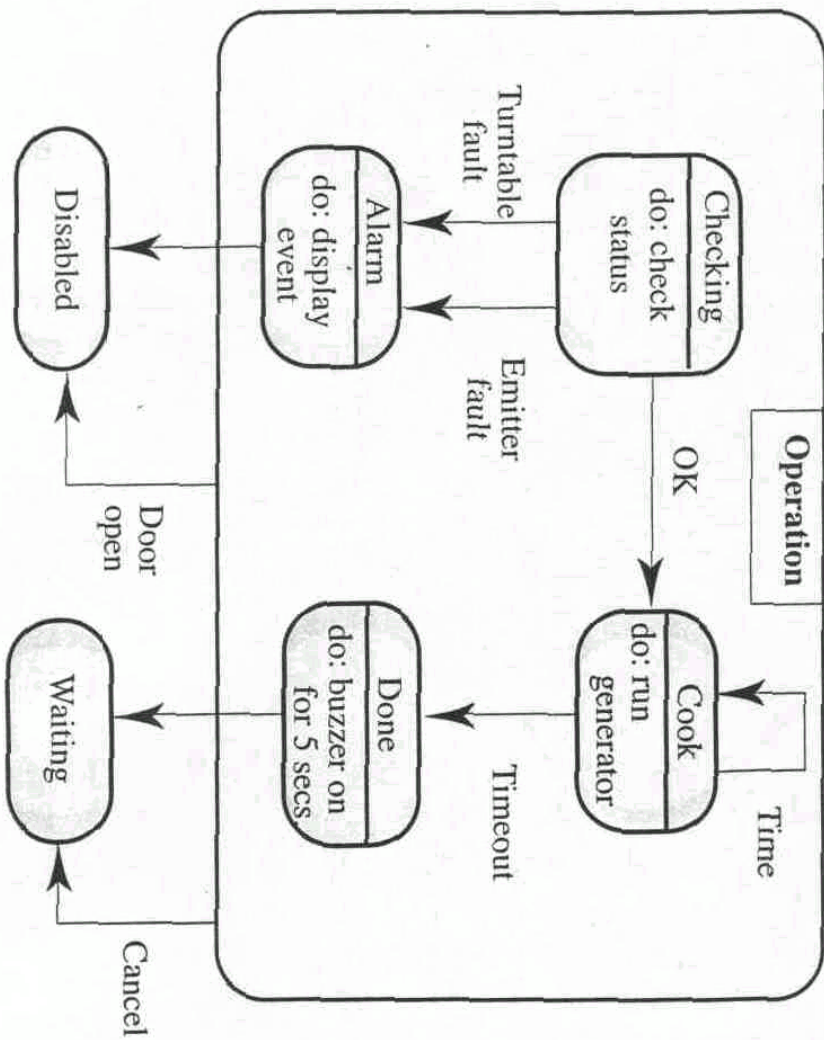 Operation
Checking
do: check
status
OK
Time
Cook
do: run
generator
Turntable
fault
Emitter
fault
Timeout
Alarm
do: display
event
Done
do: buzzer on
for 5 secs
Disabled
Door
open
Waiting
Cancel